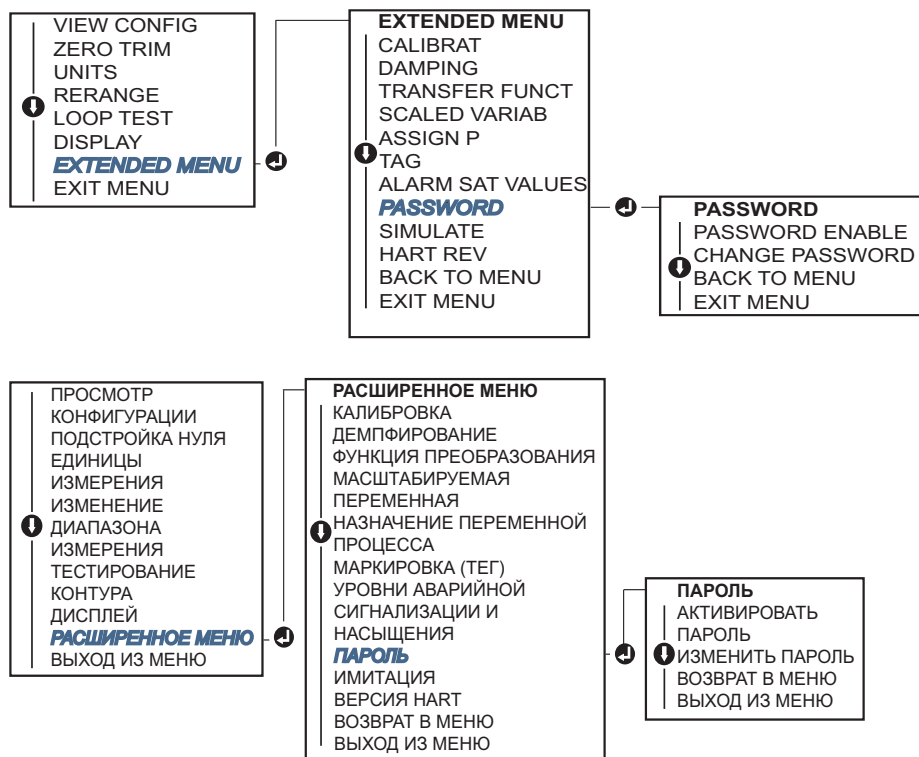 VIEW CONFIG
ZERO TRIM
UNITS
RERANGE
LOOP TEST
DISPLAY
EXTENDED MENU
EXIT MENU
EXTENDED MENU
CALIBRAT
DAMPING
TRANSFER FUNCT
SCALED VARIAB
ASSIGN P
TAG
ALARM SAT VALUES
PASSWORD
SIMULATE
HART REV
BACK TO MENU
EXIT MENU
PASSWORD
PASSWORD ENABLE
CHANGE PASSWORD
BACK TO MENU
EXIT MENU
ПРОСМОТР
КОНФИГУРАЦИИ
ПОДСТРОЙКА НУЛЯ
ЕДИНИЦЫ
ИЗМЕРЕНИЯ
ИЗМЕНЕНИЕ
ДИАПАЗОНА
ИЗМЕРЕНИЯ
ТЕСТИРОВАНИЕ
КОНТУРА
ДИСПЛЕЙ
РАСШИРЕННОЕ МЕНЮ
ВЫХОД ИЗ МЕНЮ
РАСШИРЕННОЕ МЕНЮ
КАЛИБРОВКА
ДЕМПФИРОВАНИЕ
ФУНКЦИЯ ПРЕОБРАЗОВАНИЯ
МАСШТАБИРУЕМАЯ
ПЕРЕМЕННАЯ
НАЗНАЧЕНИЕ ПЕРЕМЕННОЙ
ПРОЦЕССА
МАРКИРОВКА (ТЕГ)
УРОВНИ АВАРИЙНОЙ
СИГНАЛИЗАЦИИ И
НАСЫЩЕНИЯ
ПАРОЛЬ
ИМИТАЦИЯ
ВЕРСИЯ HART
ВОЗВРАТ В МЕНЮ
ВЫХОД ИЗ МЕНЮ
ПАРОЛЬ
АКТИВИРОВАТЬ
ПАРОЛЬ
ИЗМЕНИТЬ ПАРОЛЬ
ВОЗВРАТ В МЕНЮ
ВЫХОД ИЗ МЕНЮ